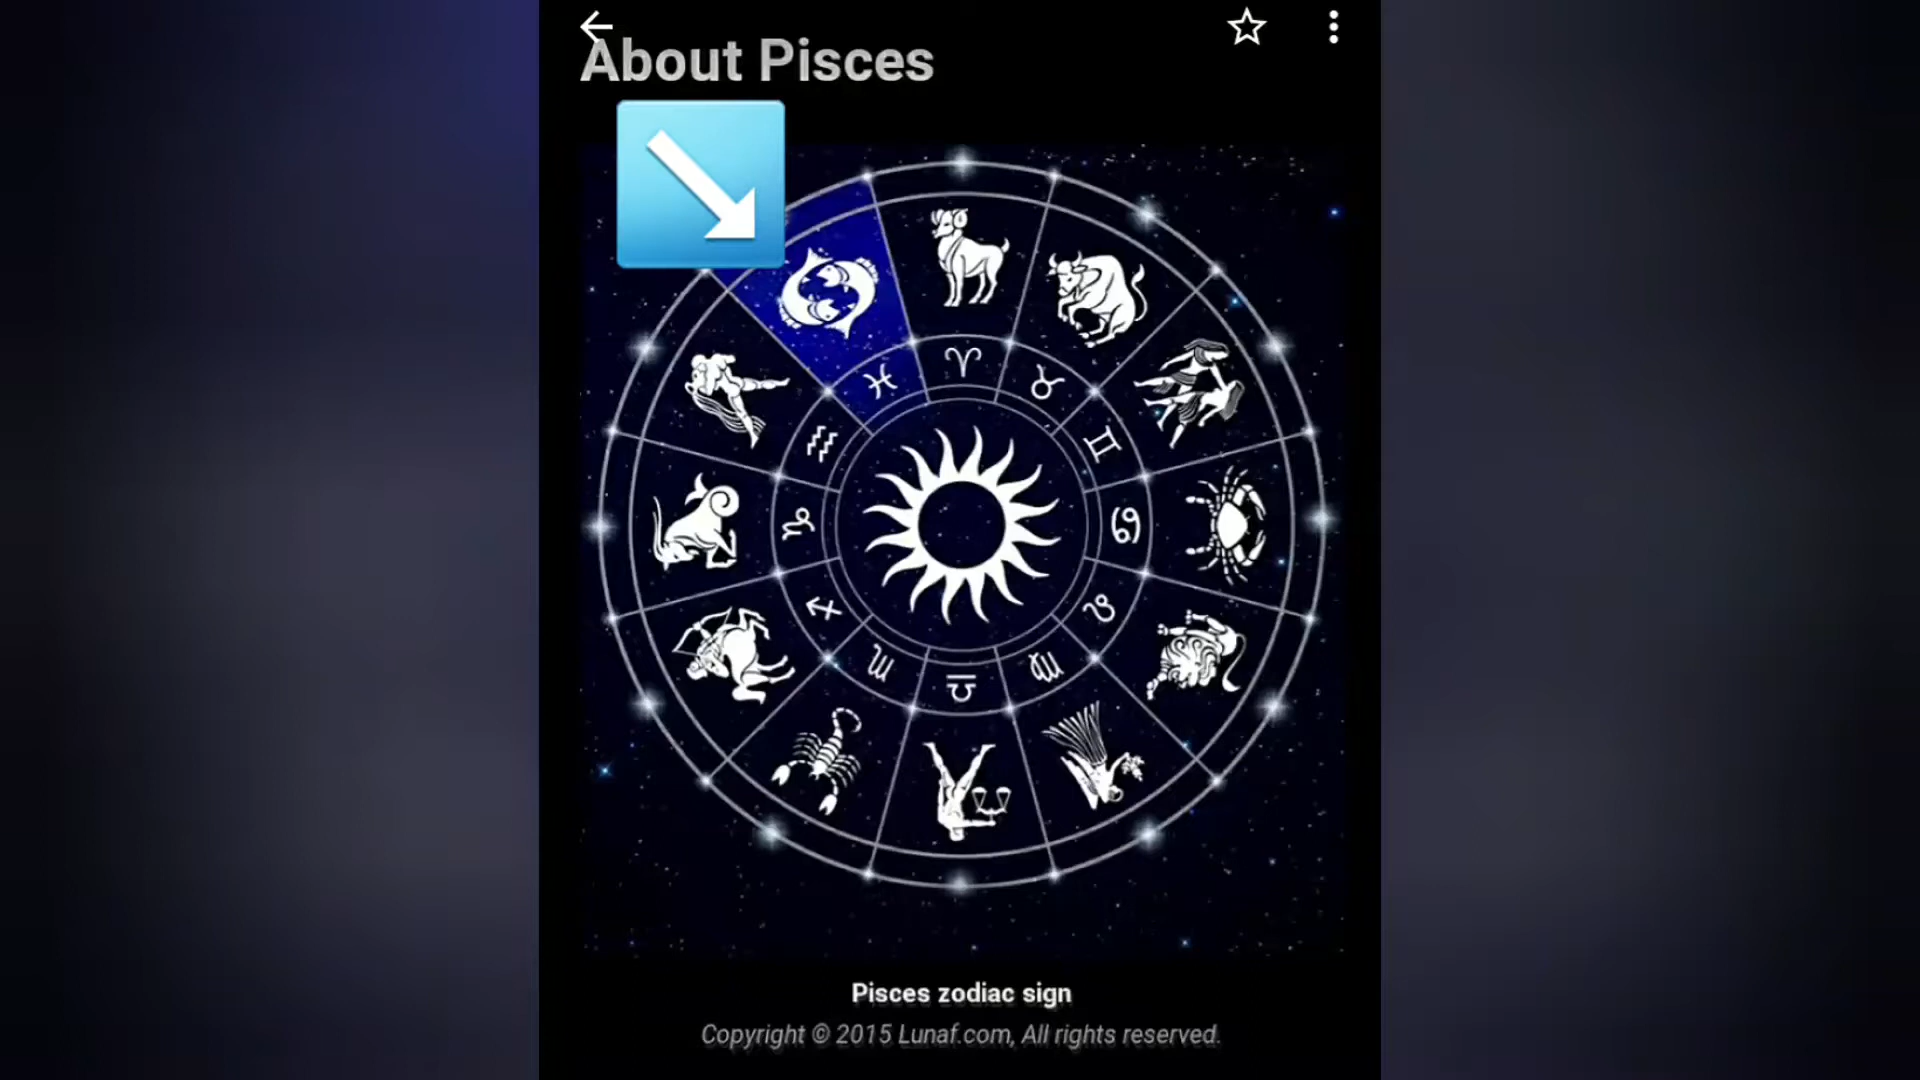 About Pisces
Pisces zodiac sign
Copyright © 2015 Lunaf.com, All rights reserved.